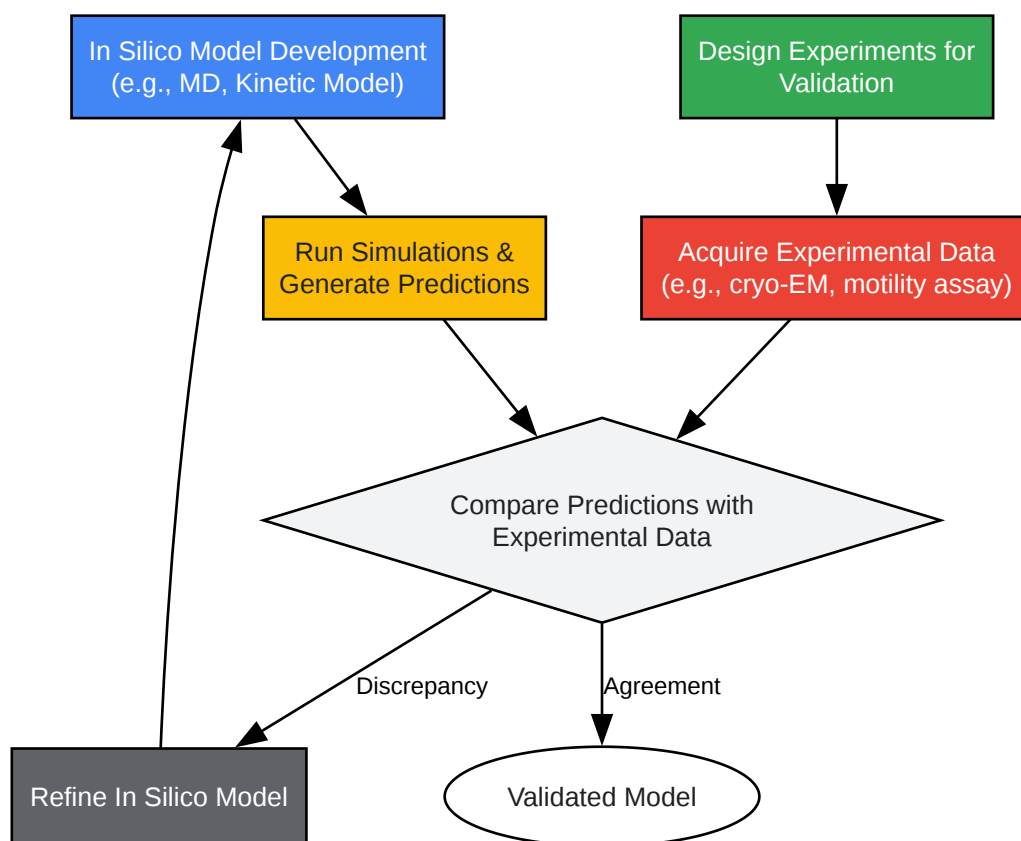 In Silico Model Development
(e.g., MD, Kinetic Model)
Design Experiments for
Validation
Run Simulations &
Generate Predictions
Acquire Experimental Data
(e.g., cryo-EM, motility assay)
Compare Predictions with
Experimental Data
Discrepancy
Agreement
Refine In Silico Model
Validated Model